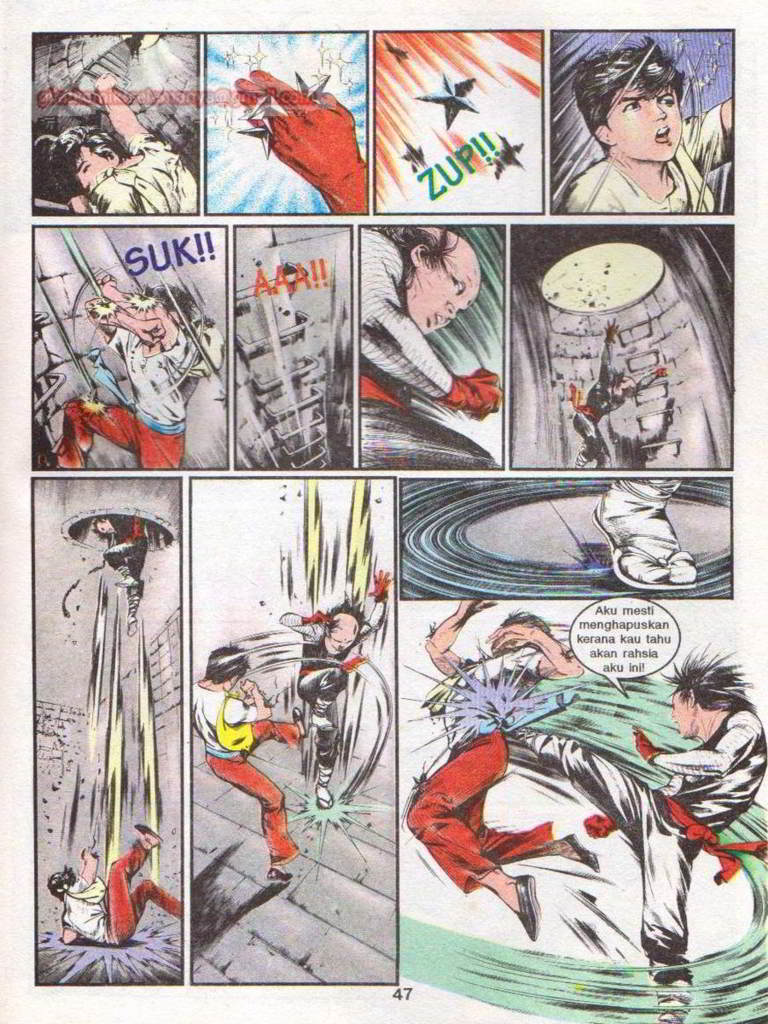 ZUP!!
SUK!!
AAA!!
Aku mesti
menghapuskan
kerana kau tahu
akan rahsia
aku ini!
47